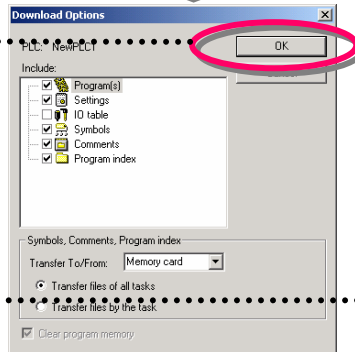 Download Options
PLC: NewPLC1
OK
Include:
Program(s)
Settings
IO table
Symbols
Comments
Program index
Symbols, Comments, Program index
Transfer To/From: Memory card
Transfer files of all tasks
Transfer files by the task
Clear program memory